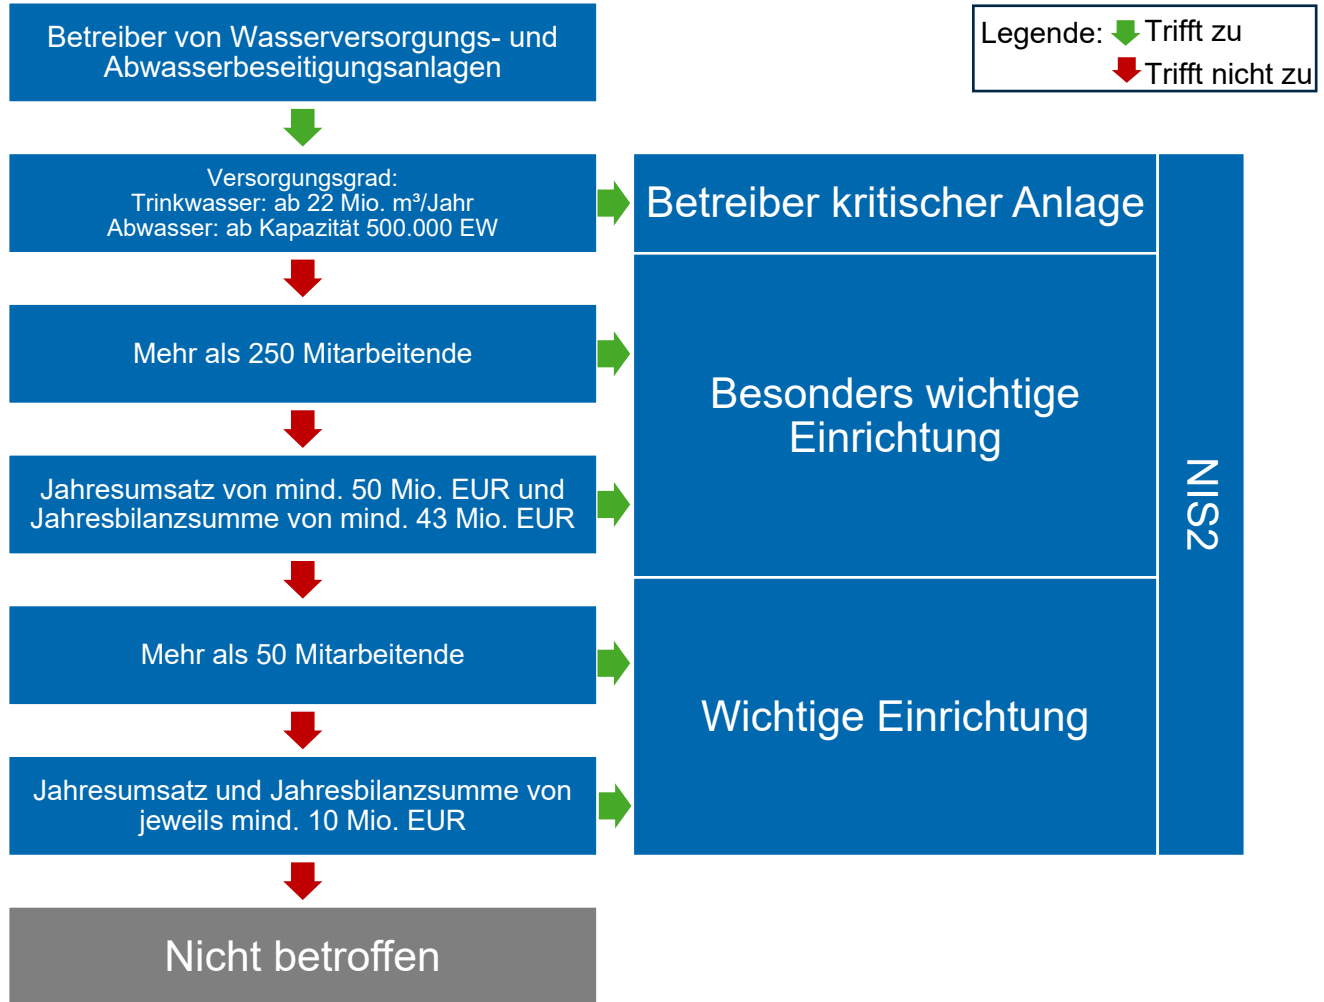 Betreiber von Wasserversorgungs- und
Abwasserbeseitigungsanlagen
Legende: Trifft zu
Trifft nicht zu
Versorgungsgrad:
Trinkwasser: ab 22 Mio. m³/Jahr
Abwasser: ab Kapazität 500.000 EW
Betreiber kritischer Anlage
Mehr als 250 Mitarbeitende
Besonders wichtige
Einrichtung
Jahresumsatz von mind. 50 Mio. EUR und
Jahresbilanzsumme von mind. 43 Mio. EUR
NIS2
Mehr als 50 Mitarbeitende
Wichtige Einrichtung
Jahresumsatz und Jahresbilanzsumme von
jeweils mind. 10 Mio. EUR
Nicht betroffen